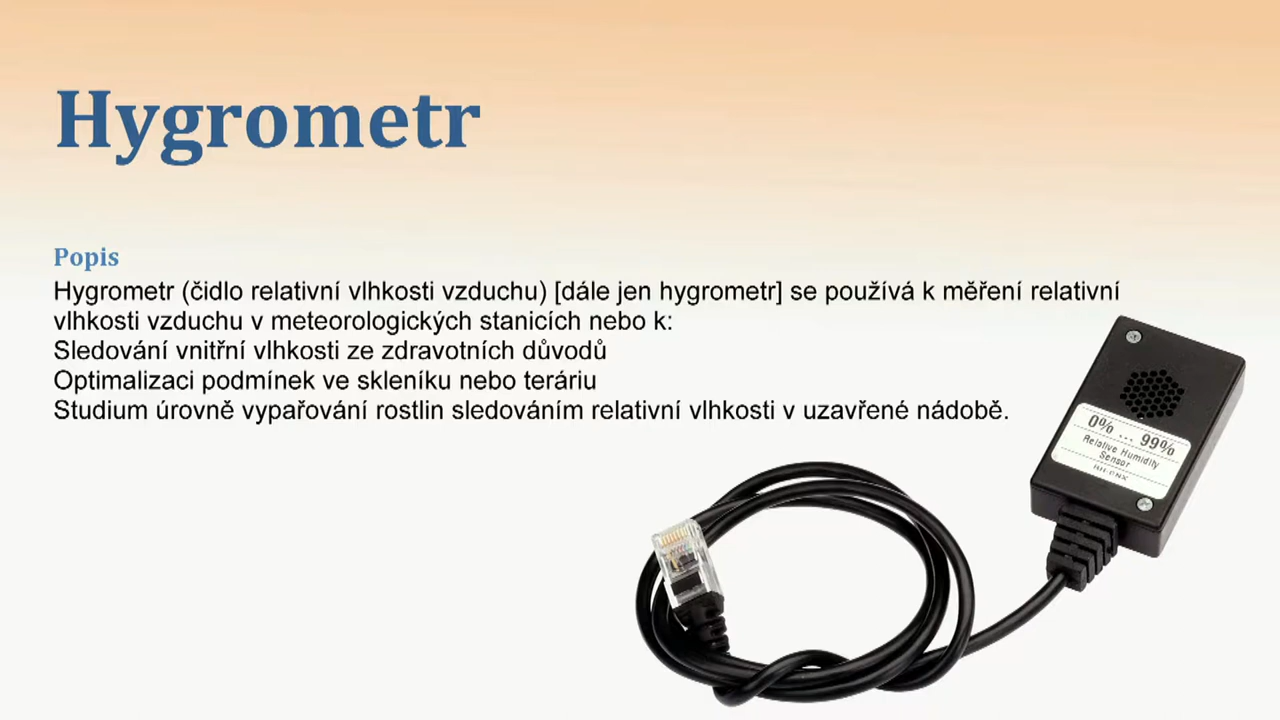 Hygrometr
Popis
Hygrometr (čidlo relativní vlhkosti vzduchu) [dále jen hygrometr] se používá k měření relativní
vlhkosti vzduchu v meteorologických stanicích nebo k:
Sledování vnitřní vlhkosti ze zdravotních důvodů
Optimalizaci podmínek ve skleníku nebo teráriu
Studium úrovně vypařování rostlin sledováním relativní vlhkosti v uzavřené nádobě.
0% ... 99%
Relative Humidity
Sensor